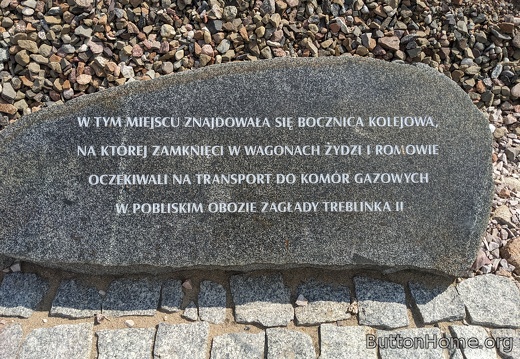 W TYM MIEJSCU ZNAJDOWAŁA SIĘ BOCZNICA KOLEJOWA,
NA KTÓREJ ZAMKNIĘCI W WAGONACH ŻYDZI I ROMOWIE
OCZEKIWALI NA TRANSPORT DO KOMÓR GAZOWYCH
W POBLISKIM OBOZIE ZAGŁADY TREBLINKA II
ButtonHome.org